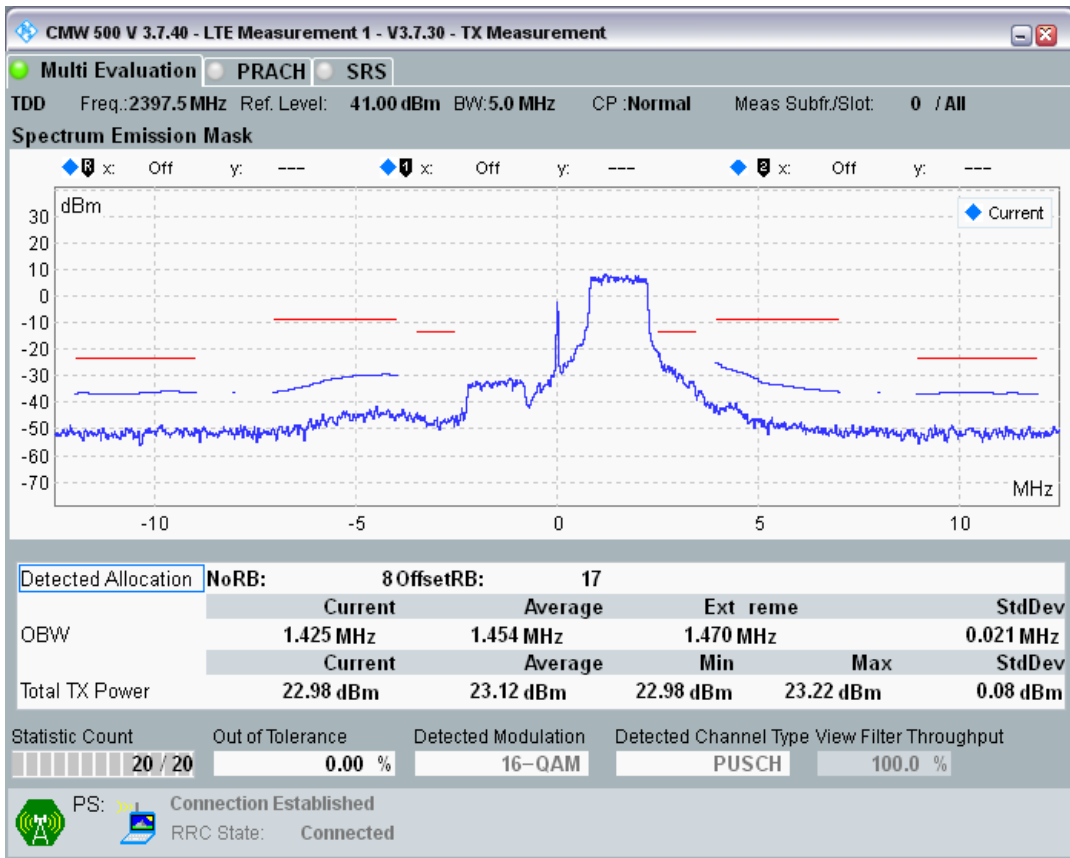 CMW 500 V 3.7.40 - LTE Measurement 1 - V3.7.30 - TX Measurement
Multi Evaluation PRACH SRS
TDD Freq.:2397.5 MHz Ref. Level: 41.00 dBm BW:5.0 MHz CP :Normal Meas Subfr./Slot: 0 / All
Spectrum Emission Mask
R x: Off y: --- 1 x: Off y: --- 2 x: Off y: ---
dBm
Current
30
20
10
0
-10
-20
-30
-40
-50
-60
-70
MHz
-10 -5 0 5 10
Detected Allocation NoRB: 8 OffsetRB: 17
Current Average Ext reme StdDev
OBW 1.425 MHz 1.454 MHz 1.470 MHz 0.021 MHz
Current Average Min Max StdDev
Total TX Power 22.98 dBm 23.12 dBm 22.98 dBm 23.22 dBm 0.08 dBm
Statistic Count Out of Tolerance Detected Modulation Detected Channel Type View Filter Throughput
20 / 20 0.00 % 16-QAM PUSCH 100.0 %
PS: Connection Established
RRC State: Connected